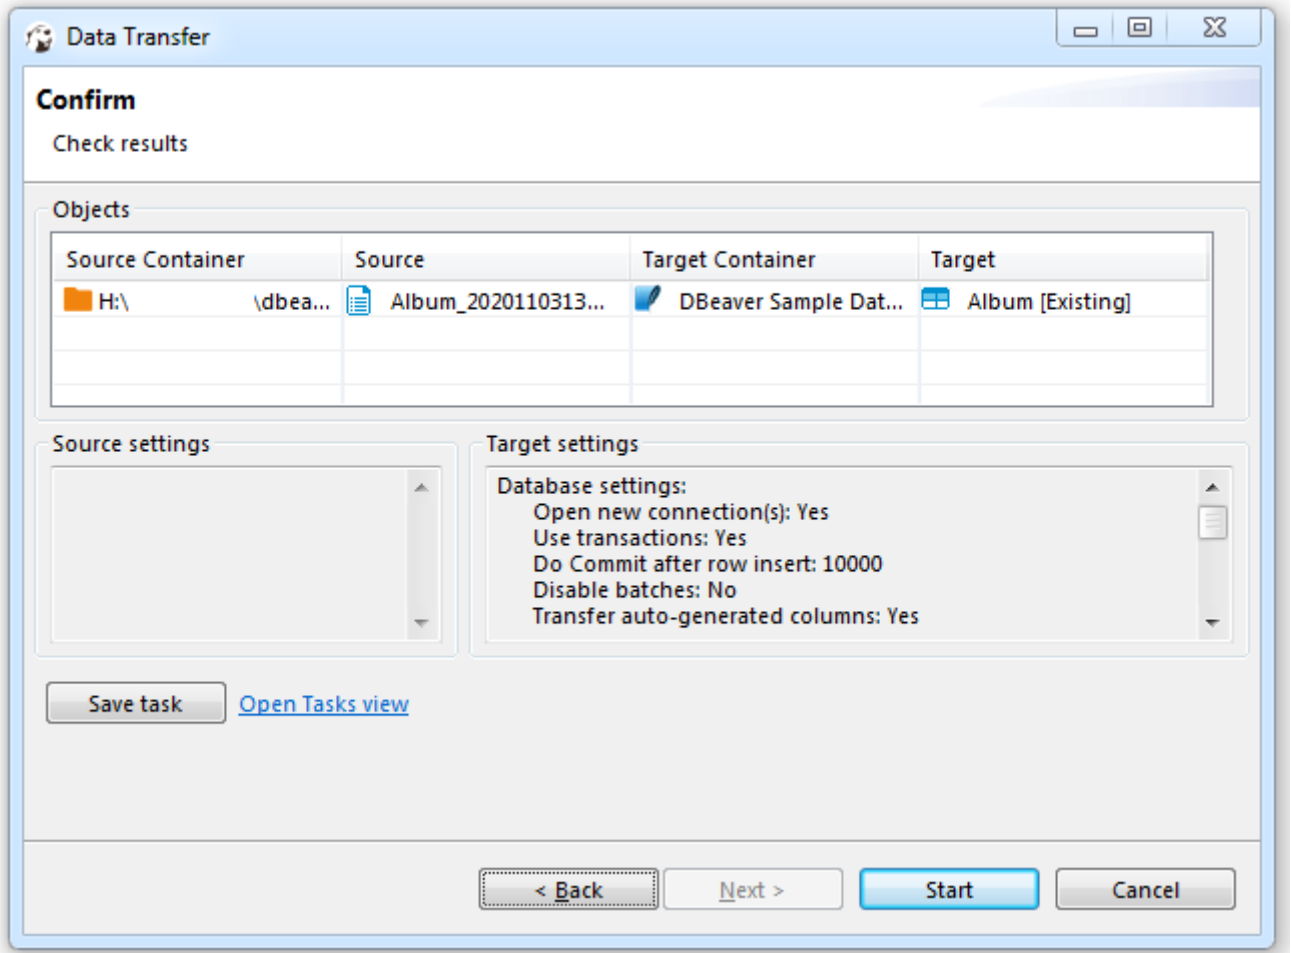 Data Transfer
Confirm
Check results
Objects
Source Container Source Target Container Target
H:\ \dbea... Album_2020110313... DBeaver Sample Dat... Album [Existing]
Source settings Target settings
Database settings:
Open new connection(s): Yes
Use transactions: Yes
Do Commit after row insert: 10000
Disable batches: No
Transfer auto-generated columns: Yes
Save task Open Tasks view
< Back Next > Start Cancel